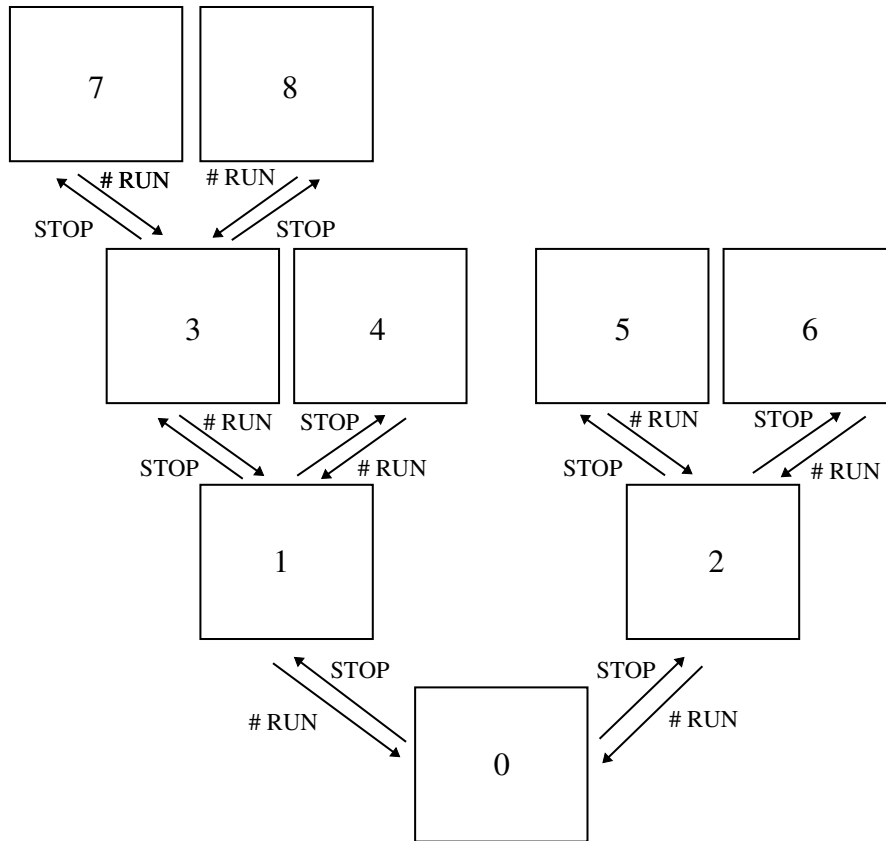 7 8
# RUN # RUN
STOP STOP
3 4 5 6
# RUN STOP # RUN STOP
STOP # RUN STOP # RUN
1 2
STOP STOP
# RUN # RUN
0